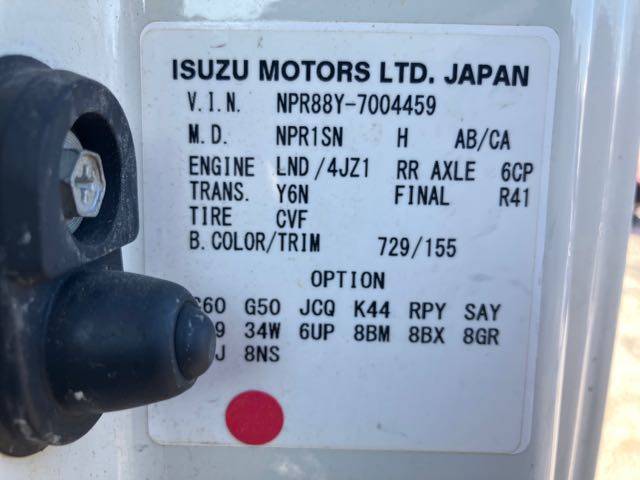 ISUZU MOTORS LTD. JAPAN
V.I.N. NPR88Y-7004459
M.D. NPR1SN H AB/CA
ENGINE LND/4JZ1 RR AXLE 6CP
TRANS. Y6N FINAL R41
TIRE CVF
B.COLOR/TRIM 729/155
OPTION
G50 JCQ K44 RPY SAY
34W 6UP 8BM 8BX 8GR
8NS